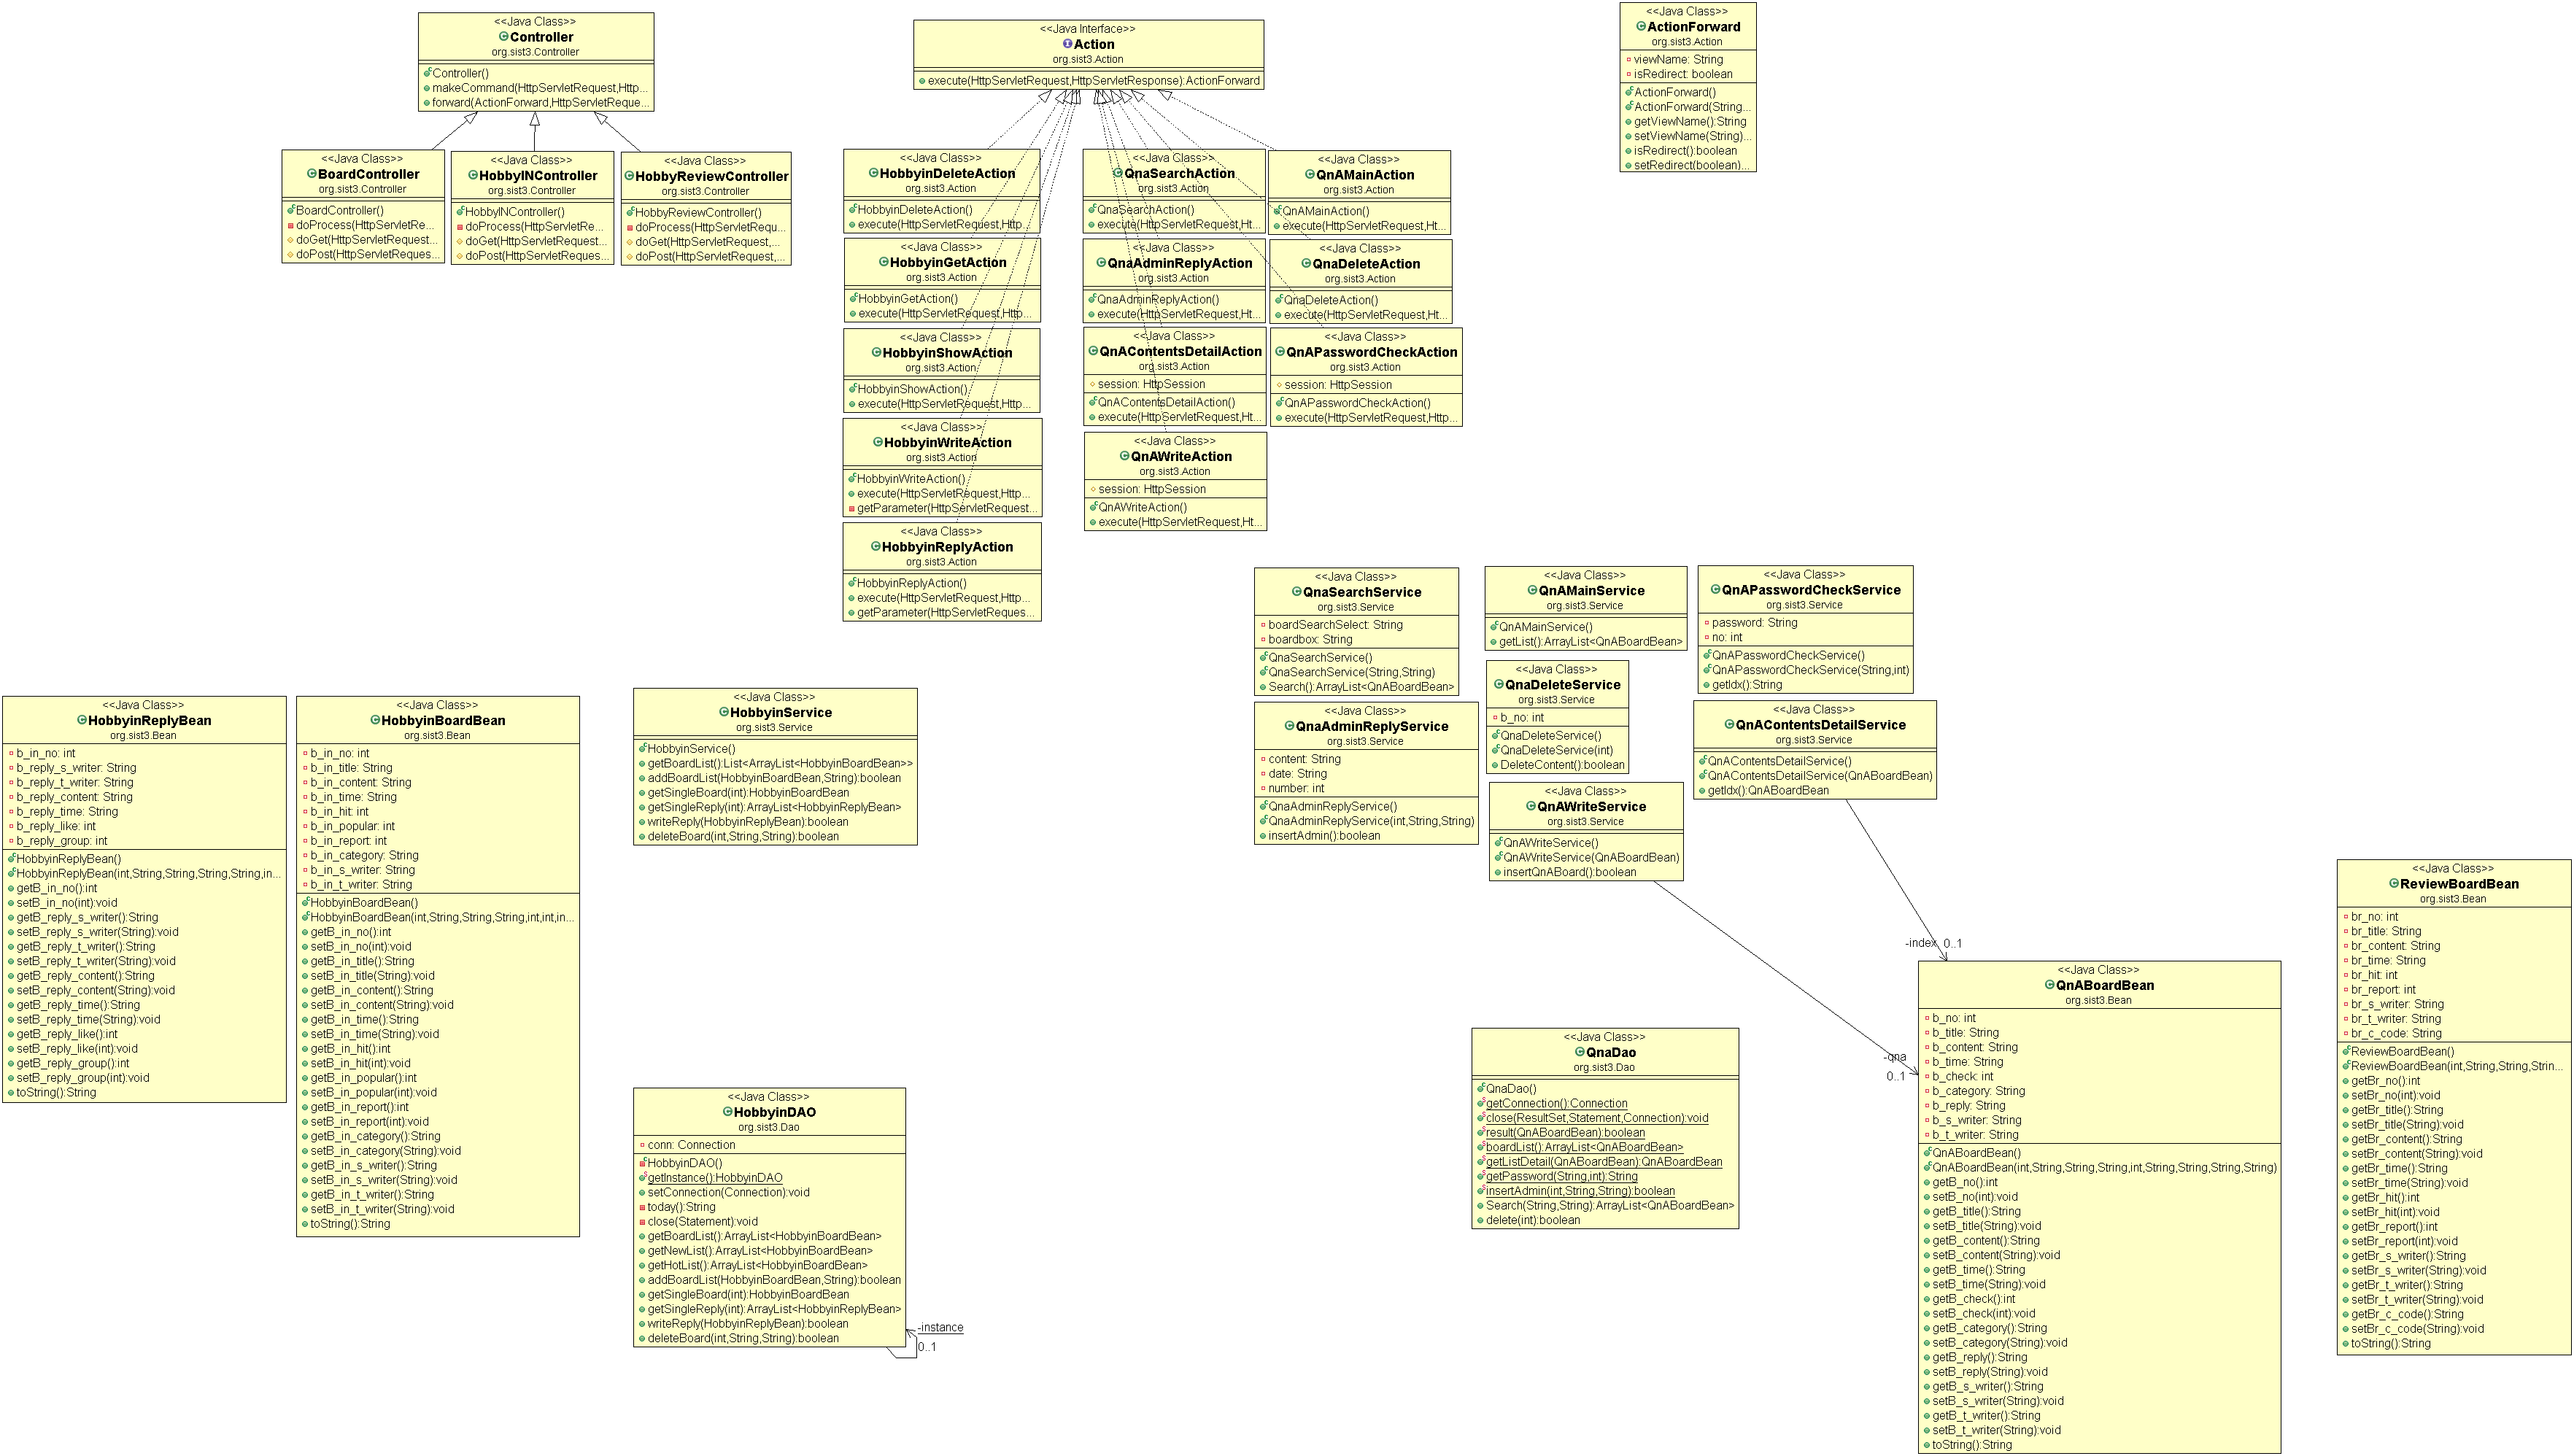 <<Java Class>>
Controller
org.sist3.Controller
Controller()
makeCommand(HttpServletRequest,Http...
forward(ActionForward,HttpServletReque...
<<Java Interface>>
Action
org.sist3.Action
execute(HttpServletRequest,HttpServletResponse):ActionForward
<<Java Class>>
ActionForward
org.sist3.Action
viewName: String
isRedirect: boolean
ActionForward()
ActionForward(String...
getViewName():String
setViewName(String)...
isRedirect():boolean
setRedirect(boolean)...
<<Java Class>>
BoardController
org.sist3.Controller
BoardController()
doProcess(HttpServletRe...
doGet(HttpServletRequest...
doPost(HttpServletReques...
<<Java Class>>
HobbyINController
org.sist3.Controller
HobbyINController()
doProcess(HttpServletRe...
doGet(HttpServletRequest...
doPost(HttpServletReques...
<<Java Class>>
HobbyReviewController
org.sist3.Controller
HobbyReviewController()
doProcess(HttpServletRequ...
doGet(HttpServletRequest,...
doPost(HttpServletRequest,...
<<Java Class>>
HobbyinDeleteAction
org.sist3.Action
HobbyinDeleteAction()
execute(HttpServletRequest,Http...
<<Java Class>>
QnaSearchAction
org.sist3.Action
QnaSearchAction()
execute(HttpServletRequest,Ht...
<<Java Class>>
QnAMainAction
org.sist3.Action
QnAMainAction()
execute(HttpServletRequest,Ht...
<<Java Class>>
HobbyinGetAction
org.sist3.Action
HobbyinGetAction()
execute(HttpServletRequest,Http...
<<Java Class>>
QnaAdminReplyAction
org.sist3.Action
QnaAdminReplyAction()
execute(HttpServletRequest,Ht...
<<Java Class>>
QnaDeleteAction
org.sist3.Action
QnaDeleteAction()
execute(HttpServletRequest,Ht...
<<Java Class>>
HobbyinShowAction
org.sist3.Action
HobbyinShowAction()
execute(HttpServletRequest,Http...
<<Java Class>>
QnAContentsDetailAction
org.sist3.Action
session: HttpSession
QnAContentsDetailAction()
execute(HttpServletRequest,Ht...
<<Java Class>>
QnAPasswordCheckAction
org.sist3.Action
session: HttpSession
QnAPasswordCheckAction()
execute(HttpServletRequest,Http...
<<Java Class>>
HobbyinWriteAction
org.sist3.Action
HobbyinWriteAction()
execute(HttpServletRequest,Http...
getParameter(HttpServletRequest...
<<Java Class>>
QnAWriteAction
org.sist3.Action
session: HttpSession
QnAWriteAction()
execute(HttpServletRequest,Ht...
<<Java Class>>
HobbyinReplyAction
org.sist3.Action
HobbyinReplyAction()
execute(HttpServletRequest,Http...
getParameter(HttpServletReques...
<<Java Class>>
QnaSearchService
org.sist3.Service
boardSearchSelect: String
boardbox: String
QnaSearchService()
QnaSearchService(String,String)
Search():ArrayList<QnABoardBean>
<<Java Class>>
QnAMainService
org.sist3.Service
QnAMainService()
getList():ArrayList<QnABoardBean>
<<Java Class>>
QnAPasswordCheckService
org.sist3.Service
password: String
no: int
QnAPasswordCheckService()
QnAPasswordCheckService(String,int)
getIdx():String
<<Java Class>>
QnaDeleteService
org.sist3.Service
b_no: int
QnaDeleteService()
QnaDeleteService(int)
DeleteContent():boolean
<<Java Class>>
QnaAdminReplyService
org.sist3.Service
content: String
date: String
number: int
QnaAdminReplyService()
QnaAdminReplyService(int,String,String)
insertAdmin():boolean
<<Java Class>>
QnAContentsDetailService
org.sist3.Service
QnAContentsDetailService()
QnAContentsDetailService(QnABoardBean)
getIdx():QnABoardBean
<<Java Class>>
QnAWriteService
org.sist3.Service
QnAWriteService()
QnAWriteService(QnABoardBean)
insertQnABoard():boolean
<<Java Class>>
HobbyinReplyBean
org.sist3.Bean
b_in_no: int
b_reply_s_writer: String
b_reply_t_writer: String
b_reply_content: String
b_reply_time: String
b_reply_like: int
b_reply_group: int
HobbyinReplyBean()
HobbyinReplyBean(int,String,String,String,String,in...
getB_in_no():int
setB_in_no(int):void
getB_reply_s_writer():String
setB_reply_s_writer(String):void
getB_reply_t_writer():String
setB_reply_t_writer(String):void
getB_reply_content():String
setB_reply_content(String):void
getB_reply_time():String
setB_reply_time(String):void
getB_reply_like():int
setB_reply_like(int):void
getB_reply_group():int
setB_reply_group(int):void
toString():String
<<Java Class>>
HobbyinBoardBean
org.sist3.Bean
b_in_no: int
b_in_title: String
b_in_content: String
b_in_time: String
b_in_hit: int
b_in_popular: int
b_in_report: int
b_in_category: String
b_in_s_writer: String
b_in_t_writer: String
HobbyinBoardBean()
HobbyinBoardBean(int,String,String,String,int,int,in...
getB_in_no():int
setB_in_no(int):void
getB_in_title():String
setB_in_title(String):void
getB_in_content():String
setB_in_content(String):void
getB_in_time():String
setB_in_time(String):void
getB_in_hit():int
setB_in_hit(int):void
getB_in_popular():int
setB_in_popular(int):void
getB_in_report():int
setB_in_report(int):void
getB_in_category():String
setB_in_category(String):void
getB_in_s_writer():String
setB_in_s_writer(String):void
getB_in_t_writer():String
setB_in_t_writer(String):void
toString():String
<<Java Class>>
HobbyinService
org.sist3.Service
HobbyinService()
getBoardList():List<ArrayList<HobbyinBoardBean>>
addBoardList(HobbyinBoardBean,String):boolean
getSingleBoard(int):HobbyinBoardBean
getSingleReply(int):ArrayList<HobbyinReplyBean>
writeReply(HobbyinReplyBean):boolean
deleteBoard(int,String,String):boolean
<<Java Class>>
HobbyinDAO
org.sist3.Dao
conn: Connection
HobbyinDAO()
getInstance():HobbyinDAO
setConnection(Connection):void
today():String
close(Statement):void
getBoardList():ArrayList<HobbyinBoardBean>
getNewList():ArrayList<HobbyinBoardBean>
getHotList():ArrayList<HobbyinBoardBean>
addBoardList(HobbyinBoardBean,String):boolean
getSingleBoard(int):HobbyinBoardBean
getSingleReply(int):ArrayList<HobbyinReplyBean>
writeReply(HobbyinReplyBean):boolean
deleteBoard(int,String,String):boolean
-instance
0..1
<<Java Class>>
QnaDao
org.sist3.Dao
QnaDao()
getConnection():Connection
close(ResultSet,Statement,Connection):void
result(QnABoardBean):boolean
boardList():ArrayList<QnABoardBean>
getListDetail(QnABoardBean):QnABoardBean
getPassword(String,int):String
insertAdmin(int,String,String):boolean
Search(String,String):ArrayList<QnABoardBean>
delete(int):boolean
-index 0..1
-qna
0..1
<<Java Class>>
QnABoardBean
org.sist3.Bean
b_no: int
b_title: String
b_content: String
b_time: String
b_check: int
b_category: String
b_reply: String
b_s_writer: String
b_t_writer: String
QnABoardBean()
QnABoardBean(int,String,String,String,int,String,String,String,String)
getB_no():int
setB_no(int):void
getB_title():String
setB_title(String):void
getB_content():String
setB_content(String):void
getB_time():String
setB_time(String):void
getB_check():int
setB_check(int):void
getB_category():String
setB_category(String):void
getB_reply():String
setB_reply(String):void
getB_s_writer():String
setB_s_writer(String):void
getB_t_writer():String
setB_t_writer(String):void
toString():String
<<Java Class>>
ReviewBoardBean
org.sist3.Bean
br_no: int
br_title: String
br_content: String
br_time: String
br_hit: int
br_report: int
br_s_writer: String
br_t_writer: String
br_c_code: String
ReviewBoardBean()
ReviewBoardBean(int,String,String,Strin...
getBr_no():int
setBr_no(int):void
getBr_title():String
setBr_title(String):void
getBr_content():String
setBr_content(String):void
getBr_time():String
setBr_time(String):void
getBr_hit():int
setBr_hit(int):void
getBr_report():int
setBr_report(int):void
getBr_s_writer():String
setBr_s_writer(String):void
getBr_t_writer():String
setBr_t_writer(String):void
getBr_c_code():String
setBr_c_code(String):void
toString():String